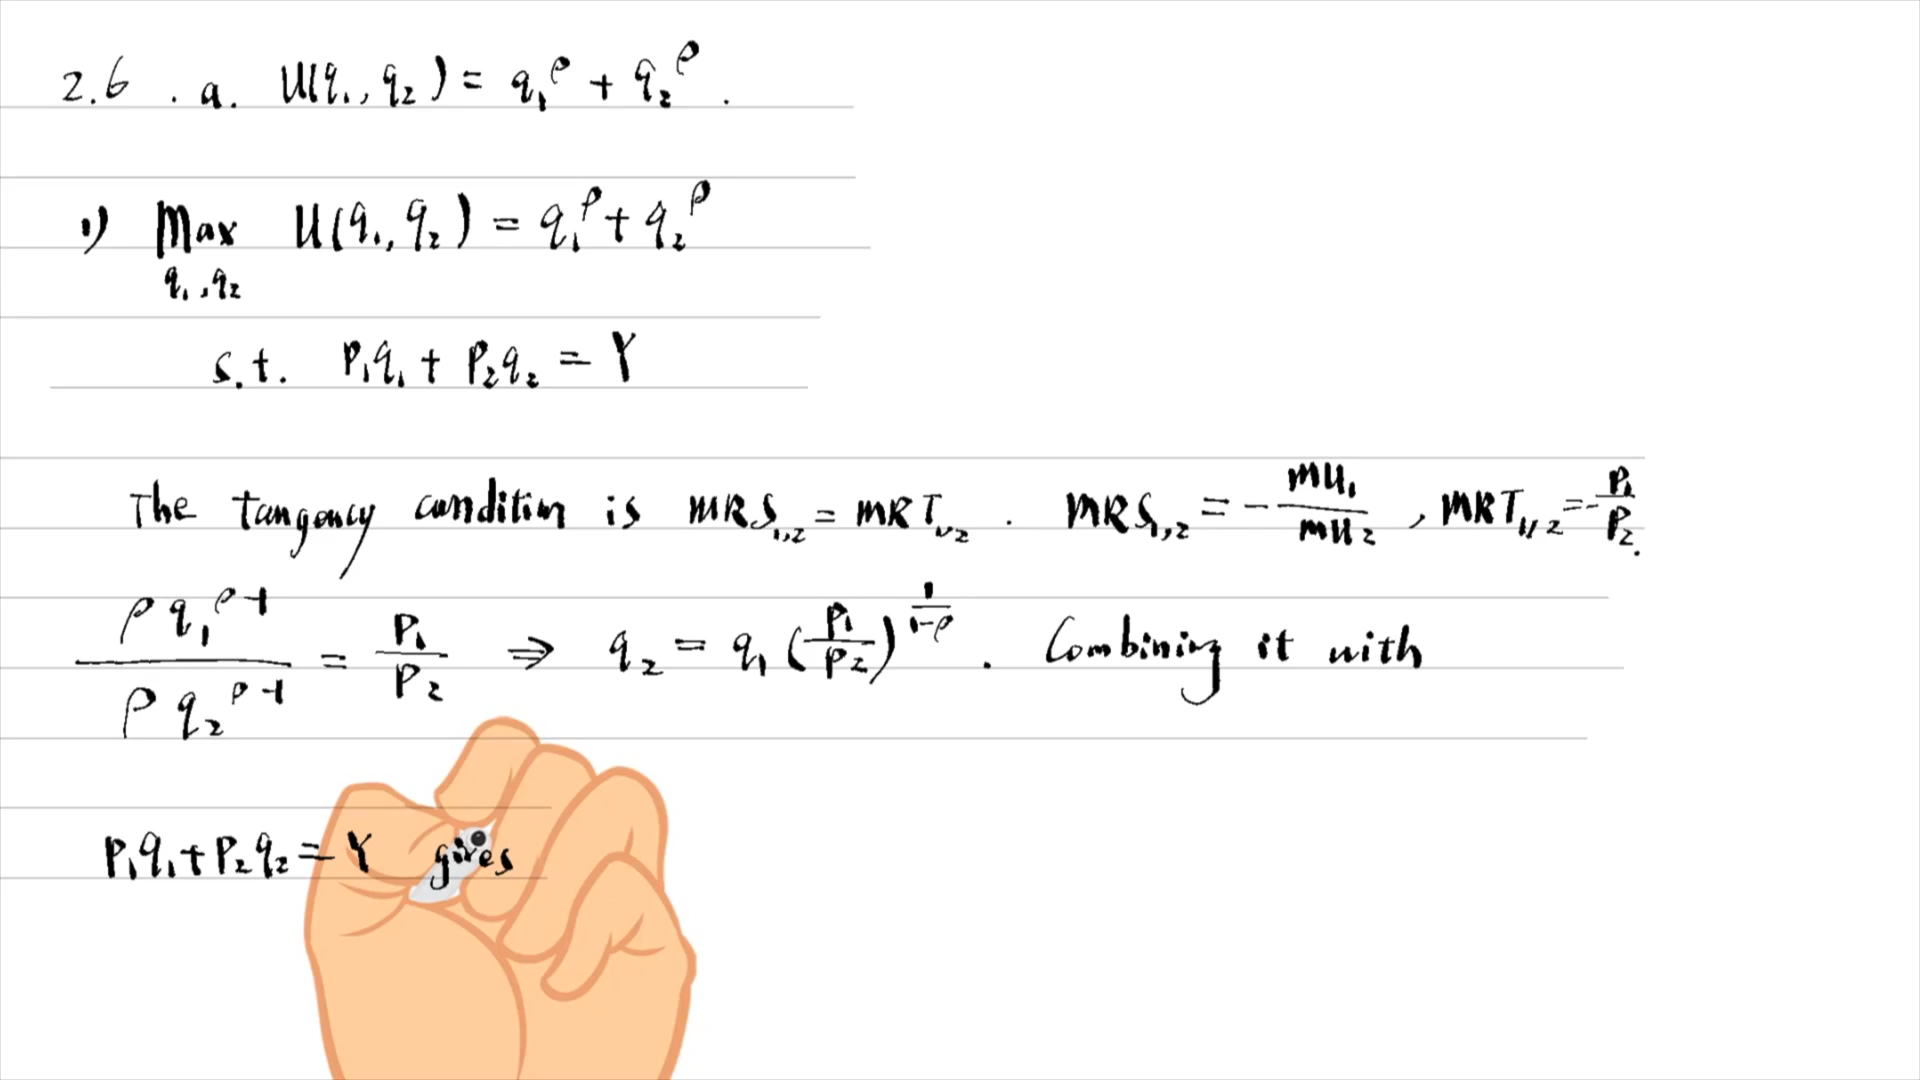 2.6 . a. U(q₁, q₂) = q₁^ρ + q₂^ρ .
1) Max U(q₁, q₂) = q₁^ρ + q₂^ρ
q₁, q₂
s.t. P₁q₁ + P₂q₂ = Y
The tangency condition is MRS₁,₂ = MRT₁,₂ . MRS₁,₂ = - MU₁/MU₂ , MRT₁,₂ = - P₁/P₂.
ρq₁^(ρ-1) / ρq₂^(ρ-1) = P₁/P₂ ⇒ q₂ = q₁ (P₁/P₂)^(1/(1-ρ)) . Combining it with
P₁q₁ + P₂q₂ = Y gives